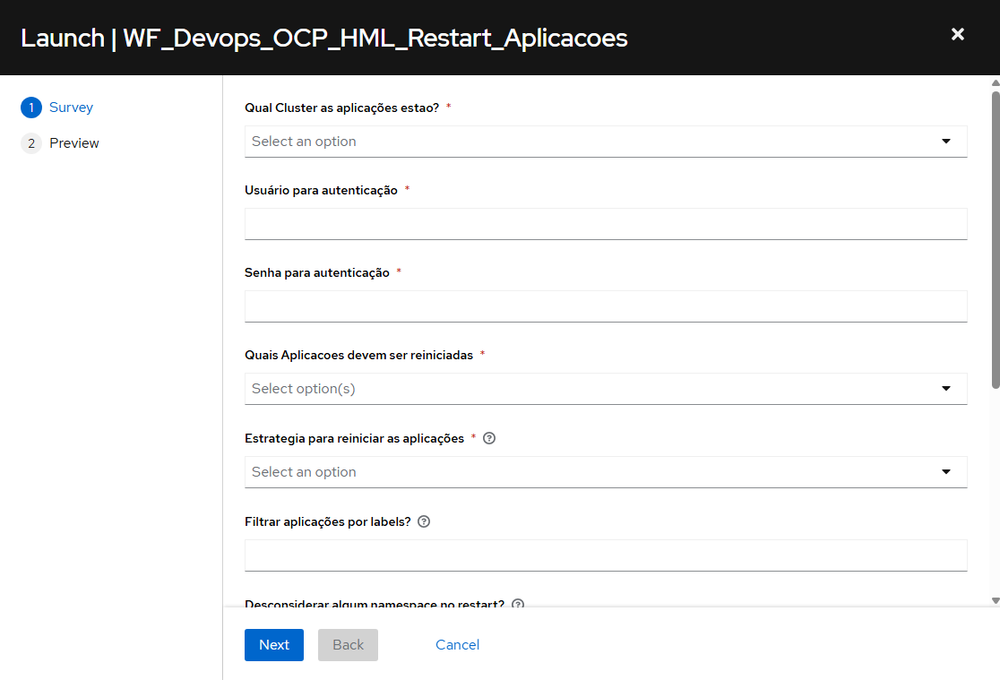 Launch | WF_Devops_OCP_HML_Restart_Aplicacoes
1 Survey
2 Preview
Qual Cluster as aplicações estao? *
Select an option
Usuário para autenticação *
Senha para autenticação *
Quais Aplicacoes devem ser reiniciadas *
Select option(s)
Estrategia para reiniciar as aplicações *
Select an option
Filtrar aplicações por labels?
Desconsiderar algum namespace no restart?
Next Back Cancel